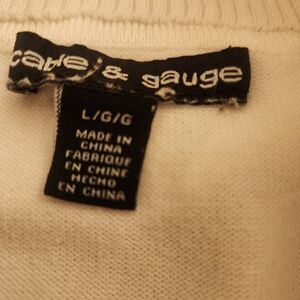 cable & gauge
L/G/G
MADE IN
CHINA
FABRIQUE
EN CHINE
HECHO
EN CHINA